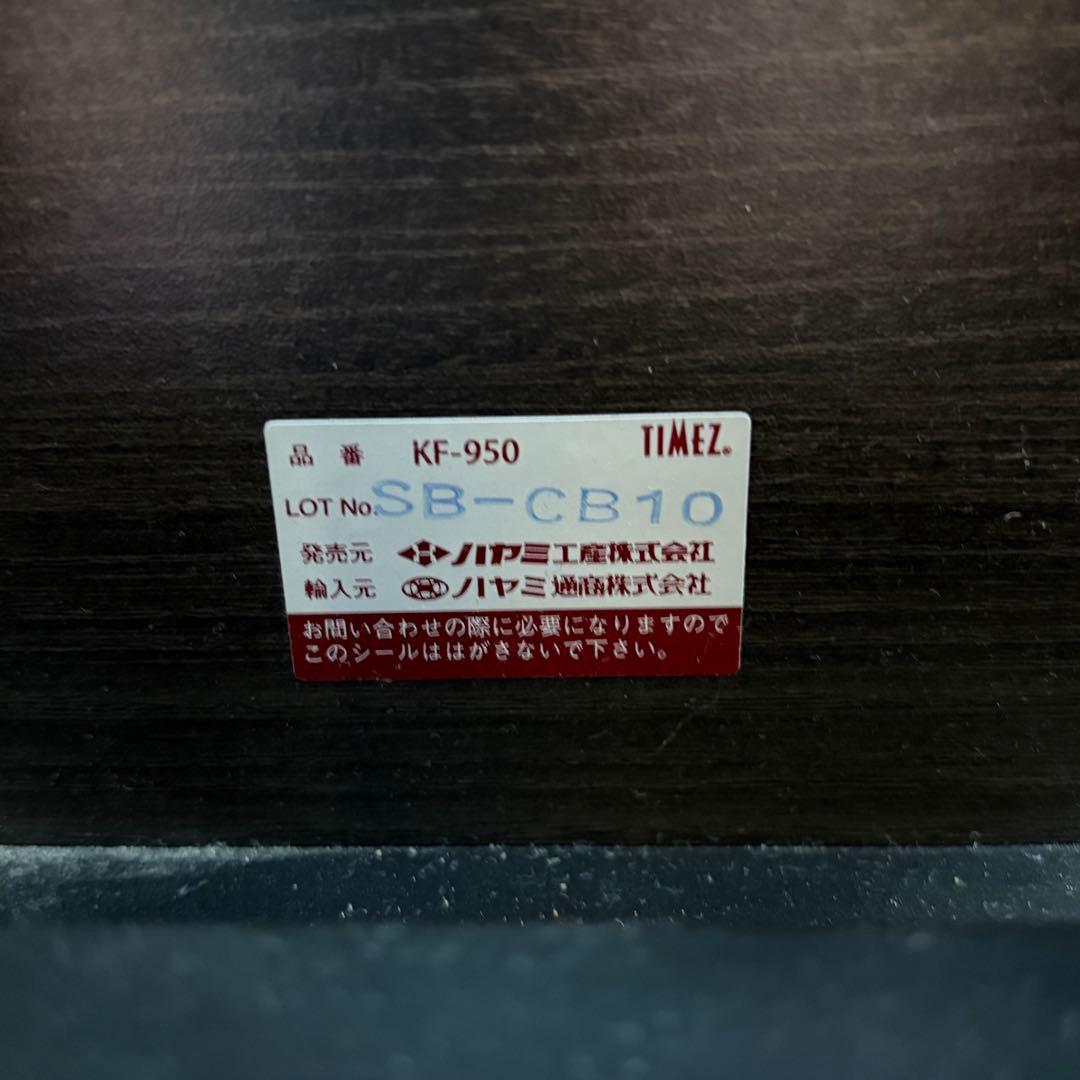 品番 KF-950 TIMEZ®
LOT No. SB-CB10
発売元 ハヤミ工産株式会社
輸入元 ハヤミ通商株式会社
お問い合わせの際に必要になりますので
このシールははがさないで下さい。